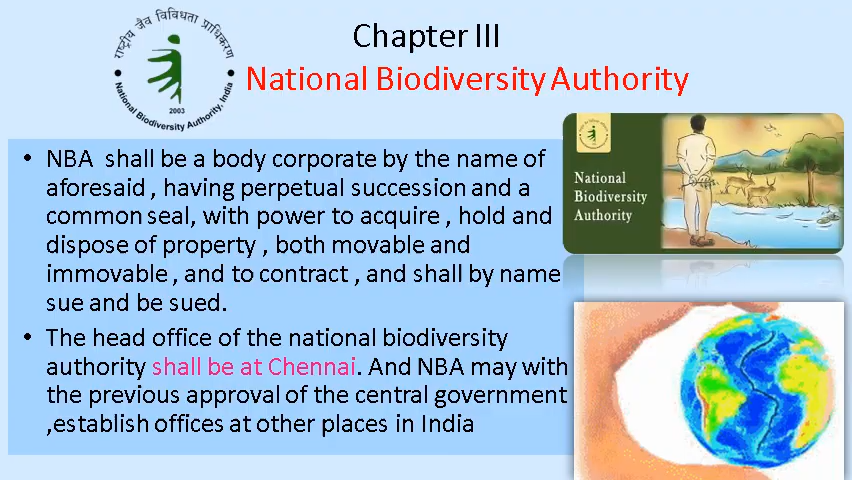 राष्ट्रीय जैव विविधता प्राधिकरण
2003
National Biodiversity Authority, India
Chapter III
National Biodiversity Authority
• NBA shall be a body corporate by the name of
aforesaid , having perpetual succession and a
common seal, with power to acquire , hold and
dispose of property , both movable and
immovable , and to contract , and shall by name
sue and be sued.
• The head office of the national biodiversity
authority shall be at Chennai. And NBA may with
the previous approval of the central government
,establish offices at other places in India
National
Biodiversity
Authority